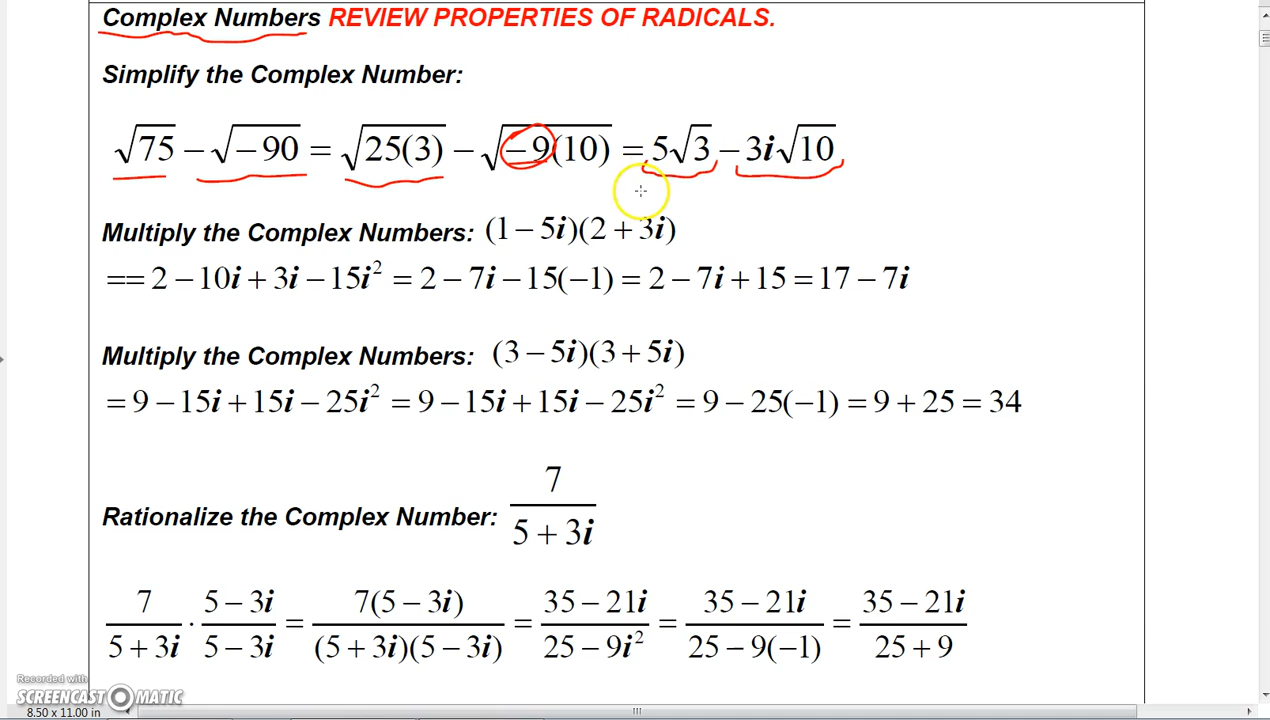 Complex Numbers REVIEW PROPERTIES OF RADICALS.
Simplify the Complex Number:
√75 − √−90 = √25(3) − √−9(10) = 5√3 − 3i√10
Multiply the Complex Numbers: (1 − 5i)(2 + 3i)
== 2 − 10i + 3i − 15i² = 2 − 7i − 15(−1) = 2 − 7i + 15 = 17 − 7i
Multiply the Complex Numbers: (3 − 5i)(3 + 5i)
= 9 − 15i + 15i − 25i² = 9 − 15i + 15i − 25i² = 9 − 25(−1) = 9 + 25 = 34
Rationalize the Complex Number: 7/(5 + 3i)
7/(5 + 3i) · (5 − 3i)/(5 − 3i) = 7(5 − 3i)/((5 + 3i)(5 − 3i)) = (35 − 21i)/(25 − 9i²) = (35 − 21i)/(25 − 9(−1)) = (35 − 21i)/(25 + 9)
Recorded with
SCREENCAST MATIC
8.50 x 11.00 in